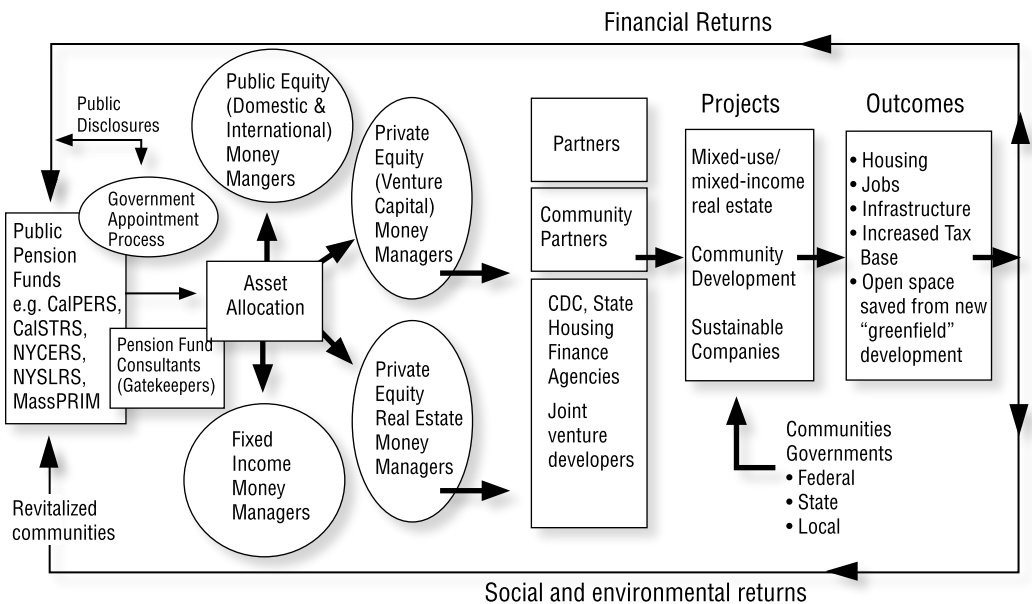 Financial Returns
Public
Disclosures
Government
Appointment
Process
Public
Pension
Funds
e.g. CalPERS,
CalSTRS,
NYCERS,
NYSLRS,
MassPRIM
Pension Fund
Consultants
(Gatekeepers)
Revitalized
communities
Public Equity
(Domestic &
International)
Money
Mangers
Asset
Allocation
Fixed
Income
Money
Managers
Private
Equity
(Venture
Capital)
Money
Managers
Private
Equity
Real Estate
Money
Managers
Partners
Community
Partners
CDC, State
Housing
Finance
Agencies
Joint
venture
developers
Projects
Mixed-use/
mixed-income
real estate
Community
Development
Sustainable
Companies
Communities
Governments
• Federal
• State
• Local
Outcomes
• Housing
• Jobs
• Infrastructure
• Increased Tax
Base
• Open space
saved from new
“greenfield”
development
Social and environmental returns